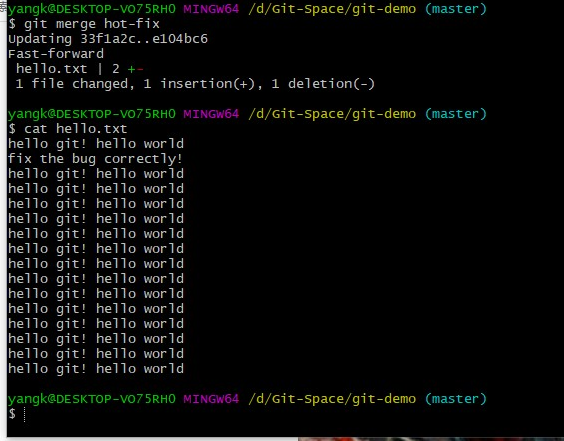 yangk@DESKTOP-VO75RH0 MINGW64 /d/Git-Space/git-demo (master)
$ git merge hot-fix
Updating 33f1a2c..e104bc6
Fast-forward
 hello.txt | 2 +-
 1 file changed, 1 insertion(+), 1 deletion(-)
yangk@DESKTOP-VO75RH0 MINGW64 /d/Git-Space/git-demo (master)
$ cat hello.txt
hello git! hello world
fix the bug correctly!
hello git! hello world
hello git! hello world
hello git! hello world
hello git! hello world
hello git! hello world
hello git! hello world
hello git! hello world
hello git! hello world
hello git! hello world
hello git! hello world
hello git! hello world
hello git! hello world
hello git! hello world
hello git! hello world
yangk@DESKTOP-VO75RH0 MINGW64 /d/Git-Space/git-demo (master)
$